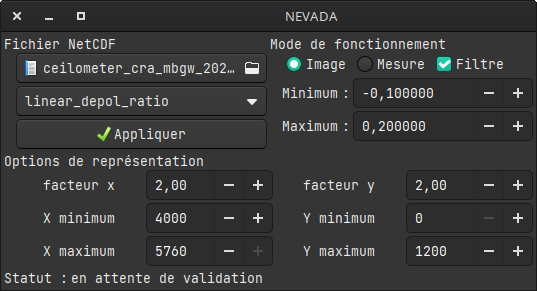 NEVADA
Fichier NetCDF
ceilometer_cra_mbgw_202…
linear_depol_ratio
Appliquer
Mode de fonctionnement
Image Mesure Filtre
Minimum : -0,100000
Maximum : 0,200000
Options de représentation
facteur x 2,00 facteur y 2,00
X minimum 4000 Y minimum 0
X maximum 5760 Y maximum 1200
Statut : en attente de validation